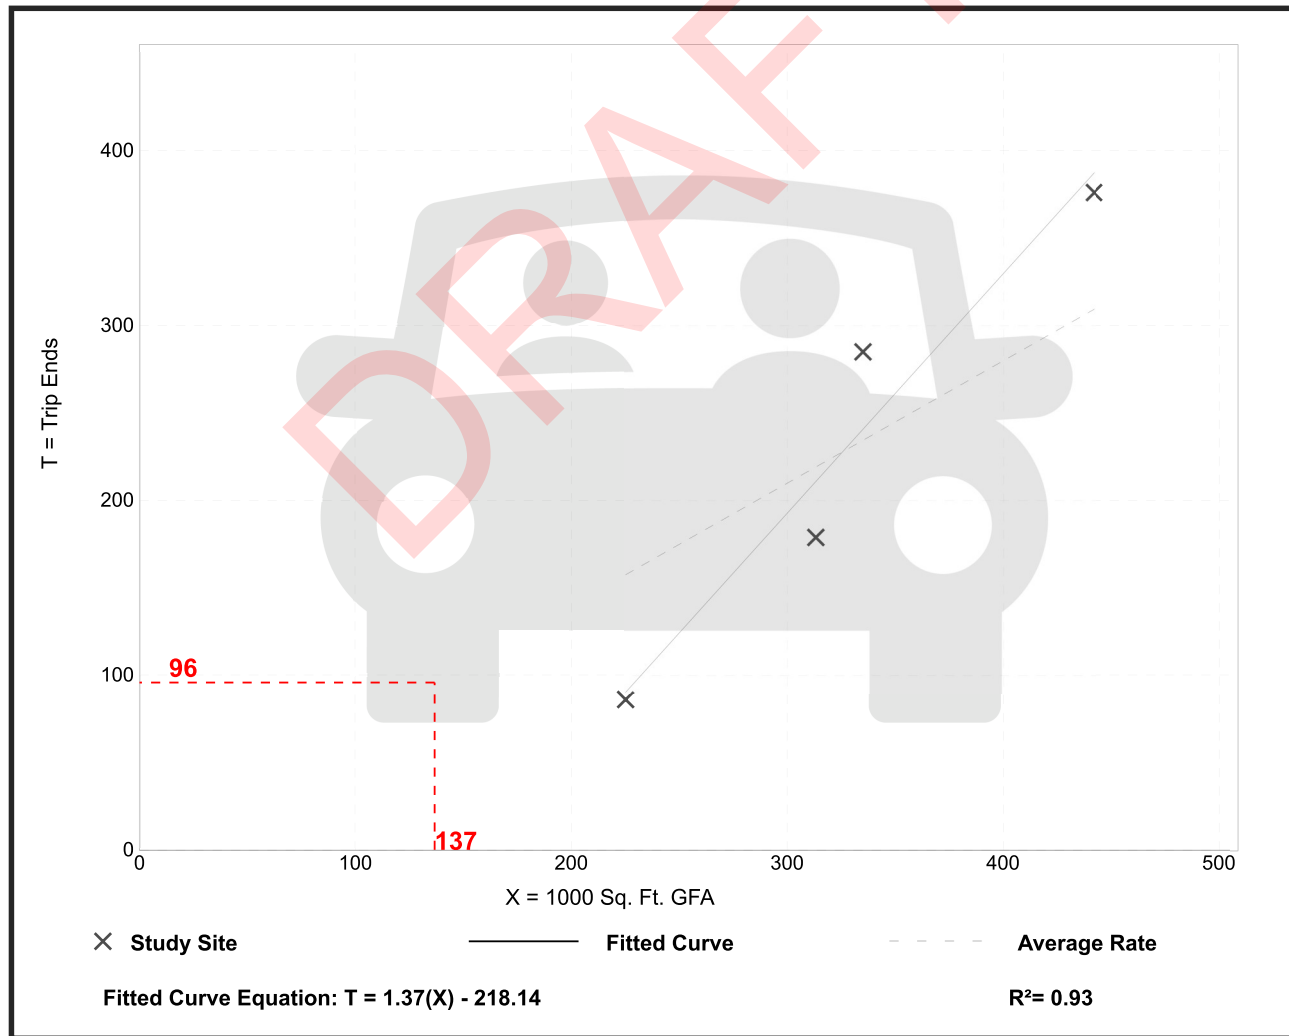 DRAFT
400
300
200
100
0
T = Trip Ends
96
137
0 100 200 300 400 500
X = 1000 Sq. Ft. GFA
Study Site Fitted Curve Average Rate
Fitted Curve Equation: T = 1.37(X) - 218.14 R²= 0.93